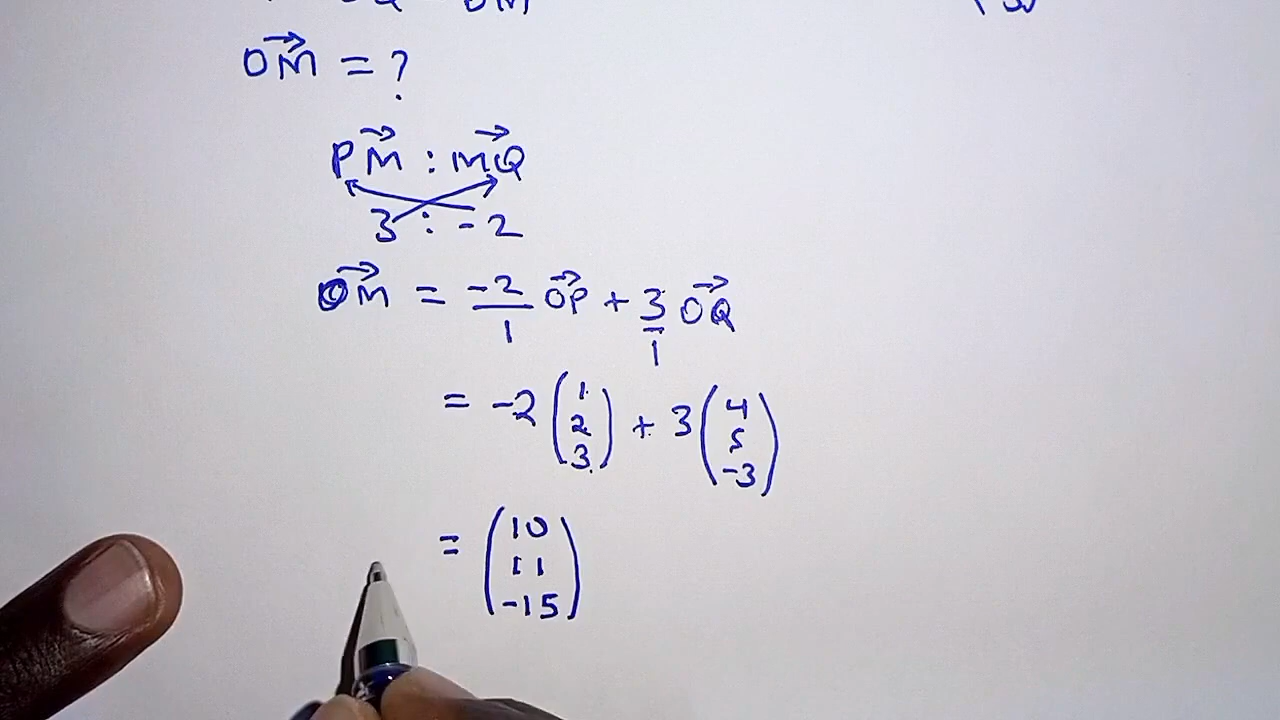 OM = ?
PM : MQ
3 : -2
OM = -2/1 OP + 3/1 OQ
= -2 (1 2 3) + 3 (4 5 -3)
= (10 11 -15)